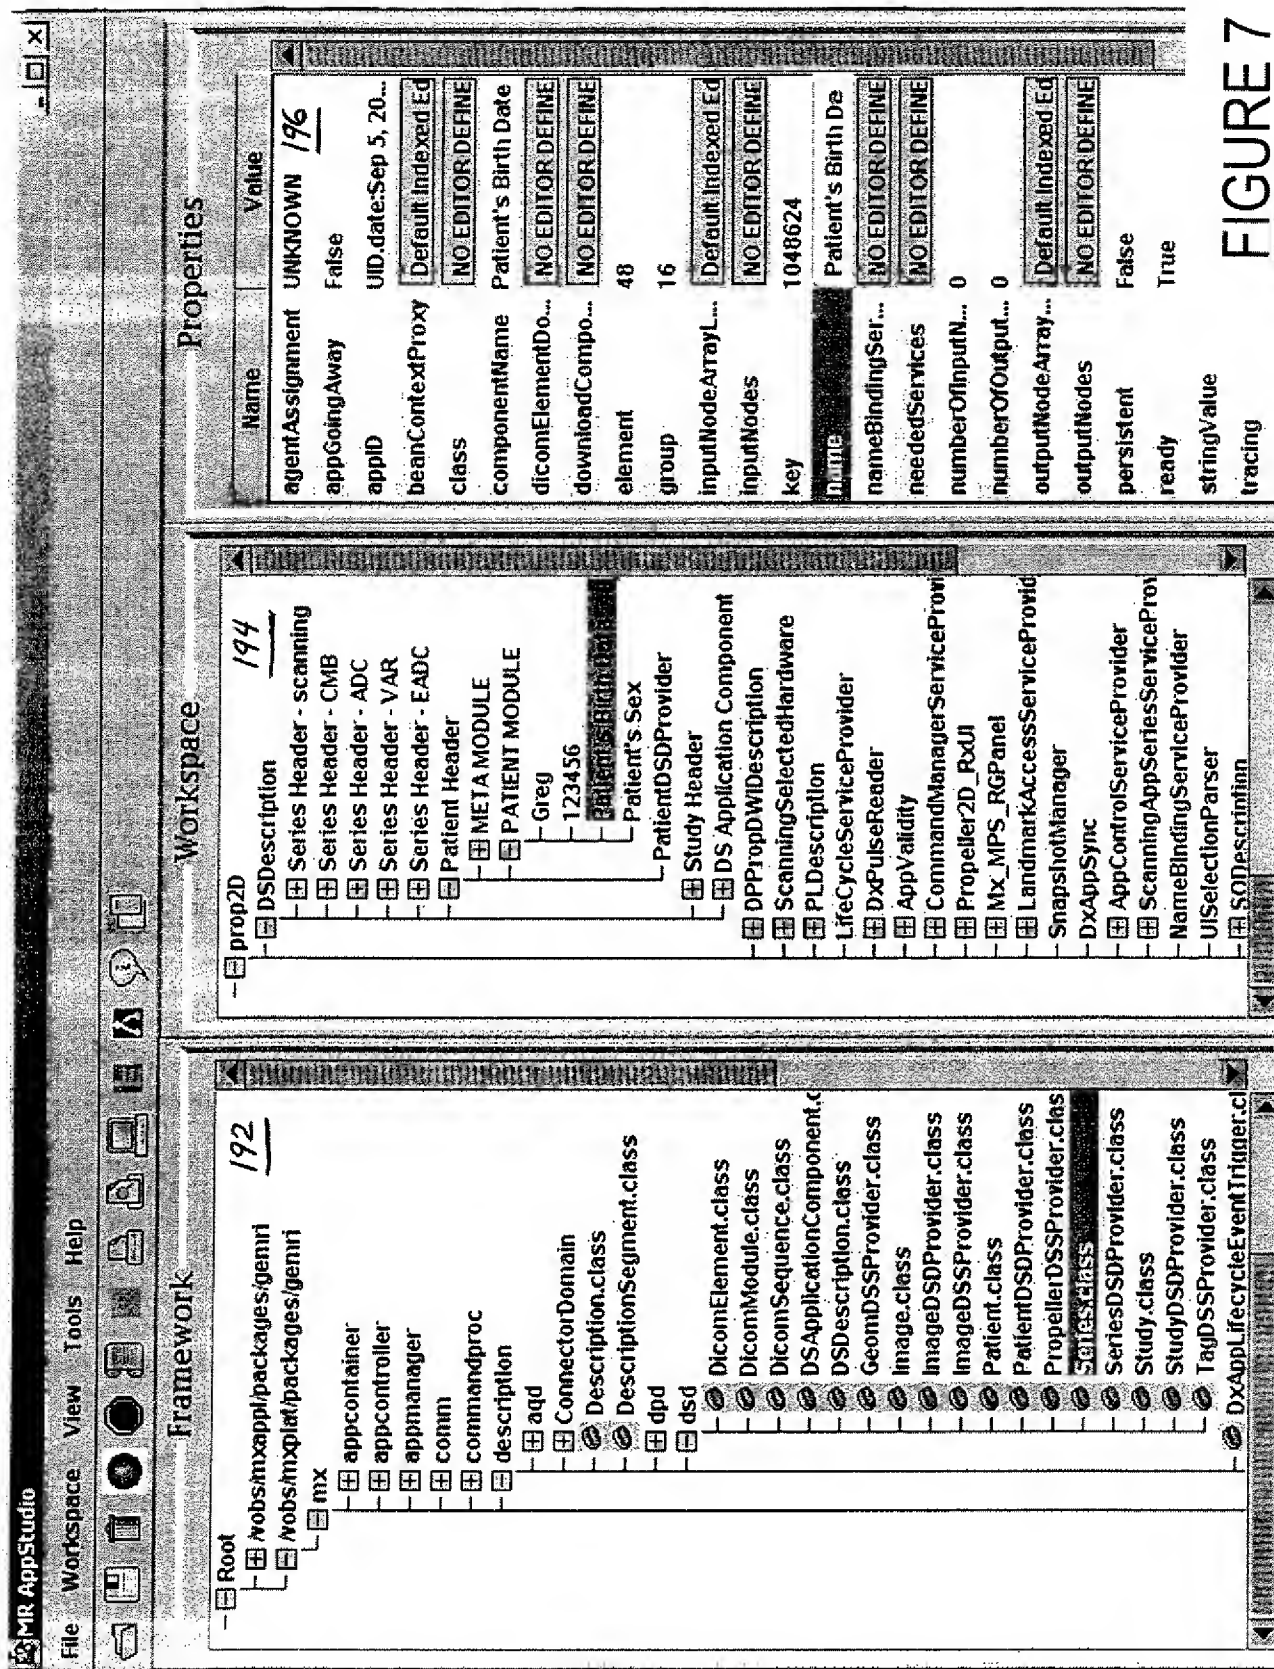 MR AppStudio
File Workspace View Tools Help
Framework
192
Root
/vobs/mxappl/packages/gemri
/vobs/mxplat/packages/gemri
mx
appcontainer
appcontroller
appmanager
comm
commandproc
description
aqd
ConnectorDomain
Description.class
DescriptionSegment.class
dpd
dsd
DicomElement.class
DicomModule.class
DicomSequence.class
DSApplicationComponent.c
DSDescription.class
GeomDSSProvider.class
Image.class
ImageDSDProvider.class
ImageDSSProvider.class
Patient.class
PatientDSDProvider.class
PropellerDSSProvider.clas
Series.class
SeriesDSDProvider.class
Study.class
StudyDSDProvider.class
TagDSSProvider.class
DxAppLifecycleEventTrigger.cl
Workspace
194
prop2D
DSDescription
Series Header - scanning
Series Header - CMB
Series Header - ADC
Series Header - VAR
Series Header - EADC
Patient Header
META MODULE
PATIENT MODULE
Greg
123456
Patient's Birth Date
Patient's Sex
PatientDSDProvider
Study Header
DS Application Component
DPPropDWIDescription
ScanningSelectedHardware
PLDescription
LifeCycleServiceProvider
DxPulseReader
AppValidity
CommandManagerServiceProvi
Propeller2D_RxUI
Mx_MPS_RGPanel
LandmarkAccessServiceProvid
SnapshotManager
DxAppSync
AppControlServiceProvider
ScanningAppSeriesServiceProv
NameBindingServiceProvider
UISelectionParser
SODescription
Properties
Name Value
196
agentAssignment UNKNOWN
appGoingAway False
appID UID.date:Sep 5, 20...
beanContextProxy Default Indexed Ed
class NO EDITOR DEFINE
componentName Patient's Birth Date
dicomElementDo... NO EDITOR DEFINE
downloadCompo... NO EDITOR DEFINE
element 48
group 16
inputNodeArrayL... Default Indexed Ed
inputNodes NO EDITOR DEFINE
key 1048624
name Patient's Birth Da
nameBindingSer... NO EDITOR DEFINE
neededServices NO EDITOR DEFINE
numberOfInputN... 0
numberOfOutput... 0
outputNodeArray... Default Indexed Ed
outputNodes NO EDITOR DEFINE
persistent False
ready True
stringValue
tracing
FIGURE 7